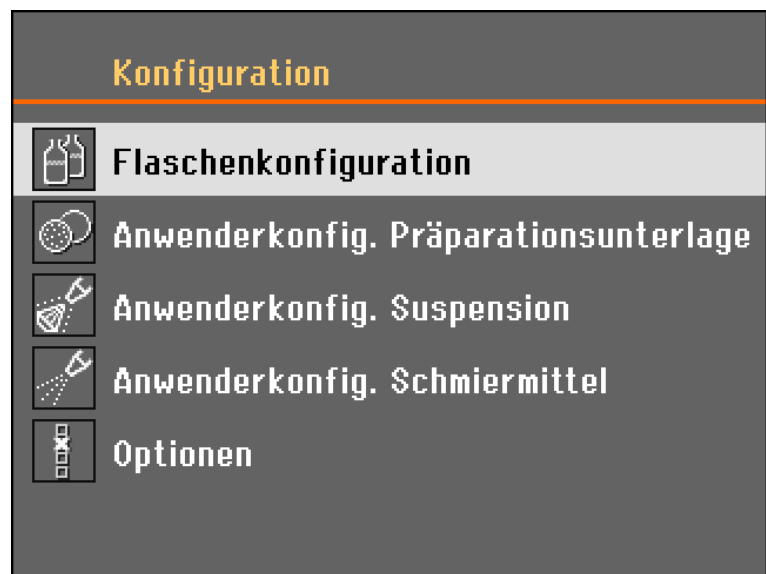 Konfiguration
Flaschenkonfiguration
Anwenderkonfig. Präparationsunterlage
Anwenderkonfig. Suspension
Anwenderkonfig. Schmiermittel
Optionen